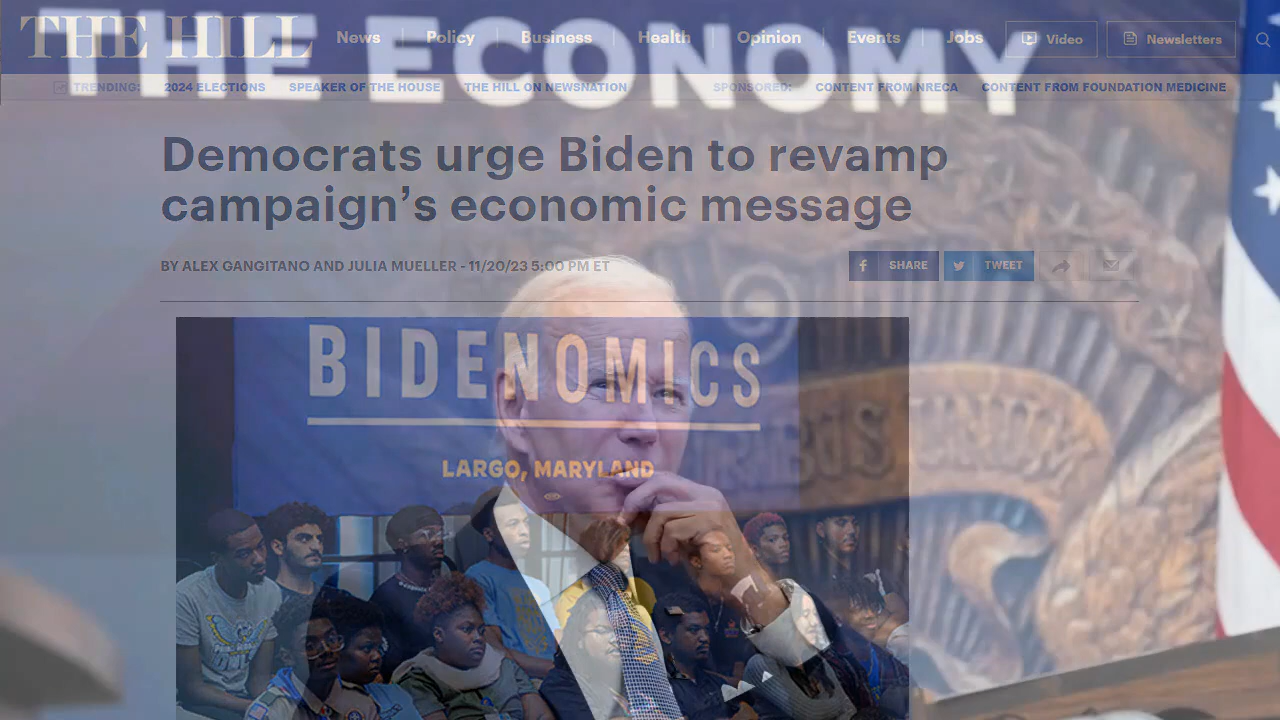 THE ECONOMY
THE HILL
News Policy Business Health Opinion Events Jobs Video Newsletters
TRENDING: 2024 ELECTIONS SPEAKER OF THE HOUSE THE HILL ON NEWSNATION SPONSORED: CONTENT FROM NRECA CONTENT FROM FOUNDATION MEDICINE
Democrats urge Biden to revamp
campaign’s economic message
BY ALEX GANGITANO AND JULIA MUELLER - 11/20/23 5:00 PM ET
SHARE TWEET
BIDENOMICS
LARGO, MARYLAND